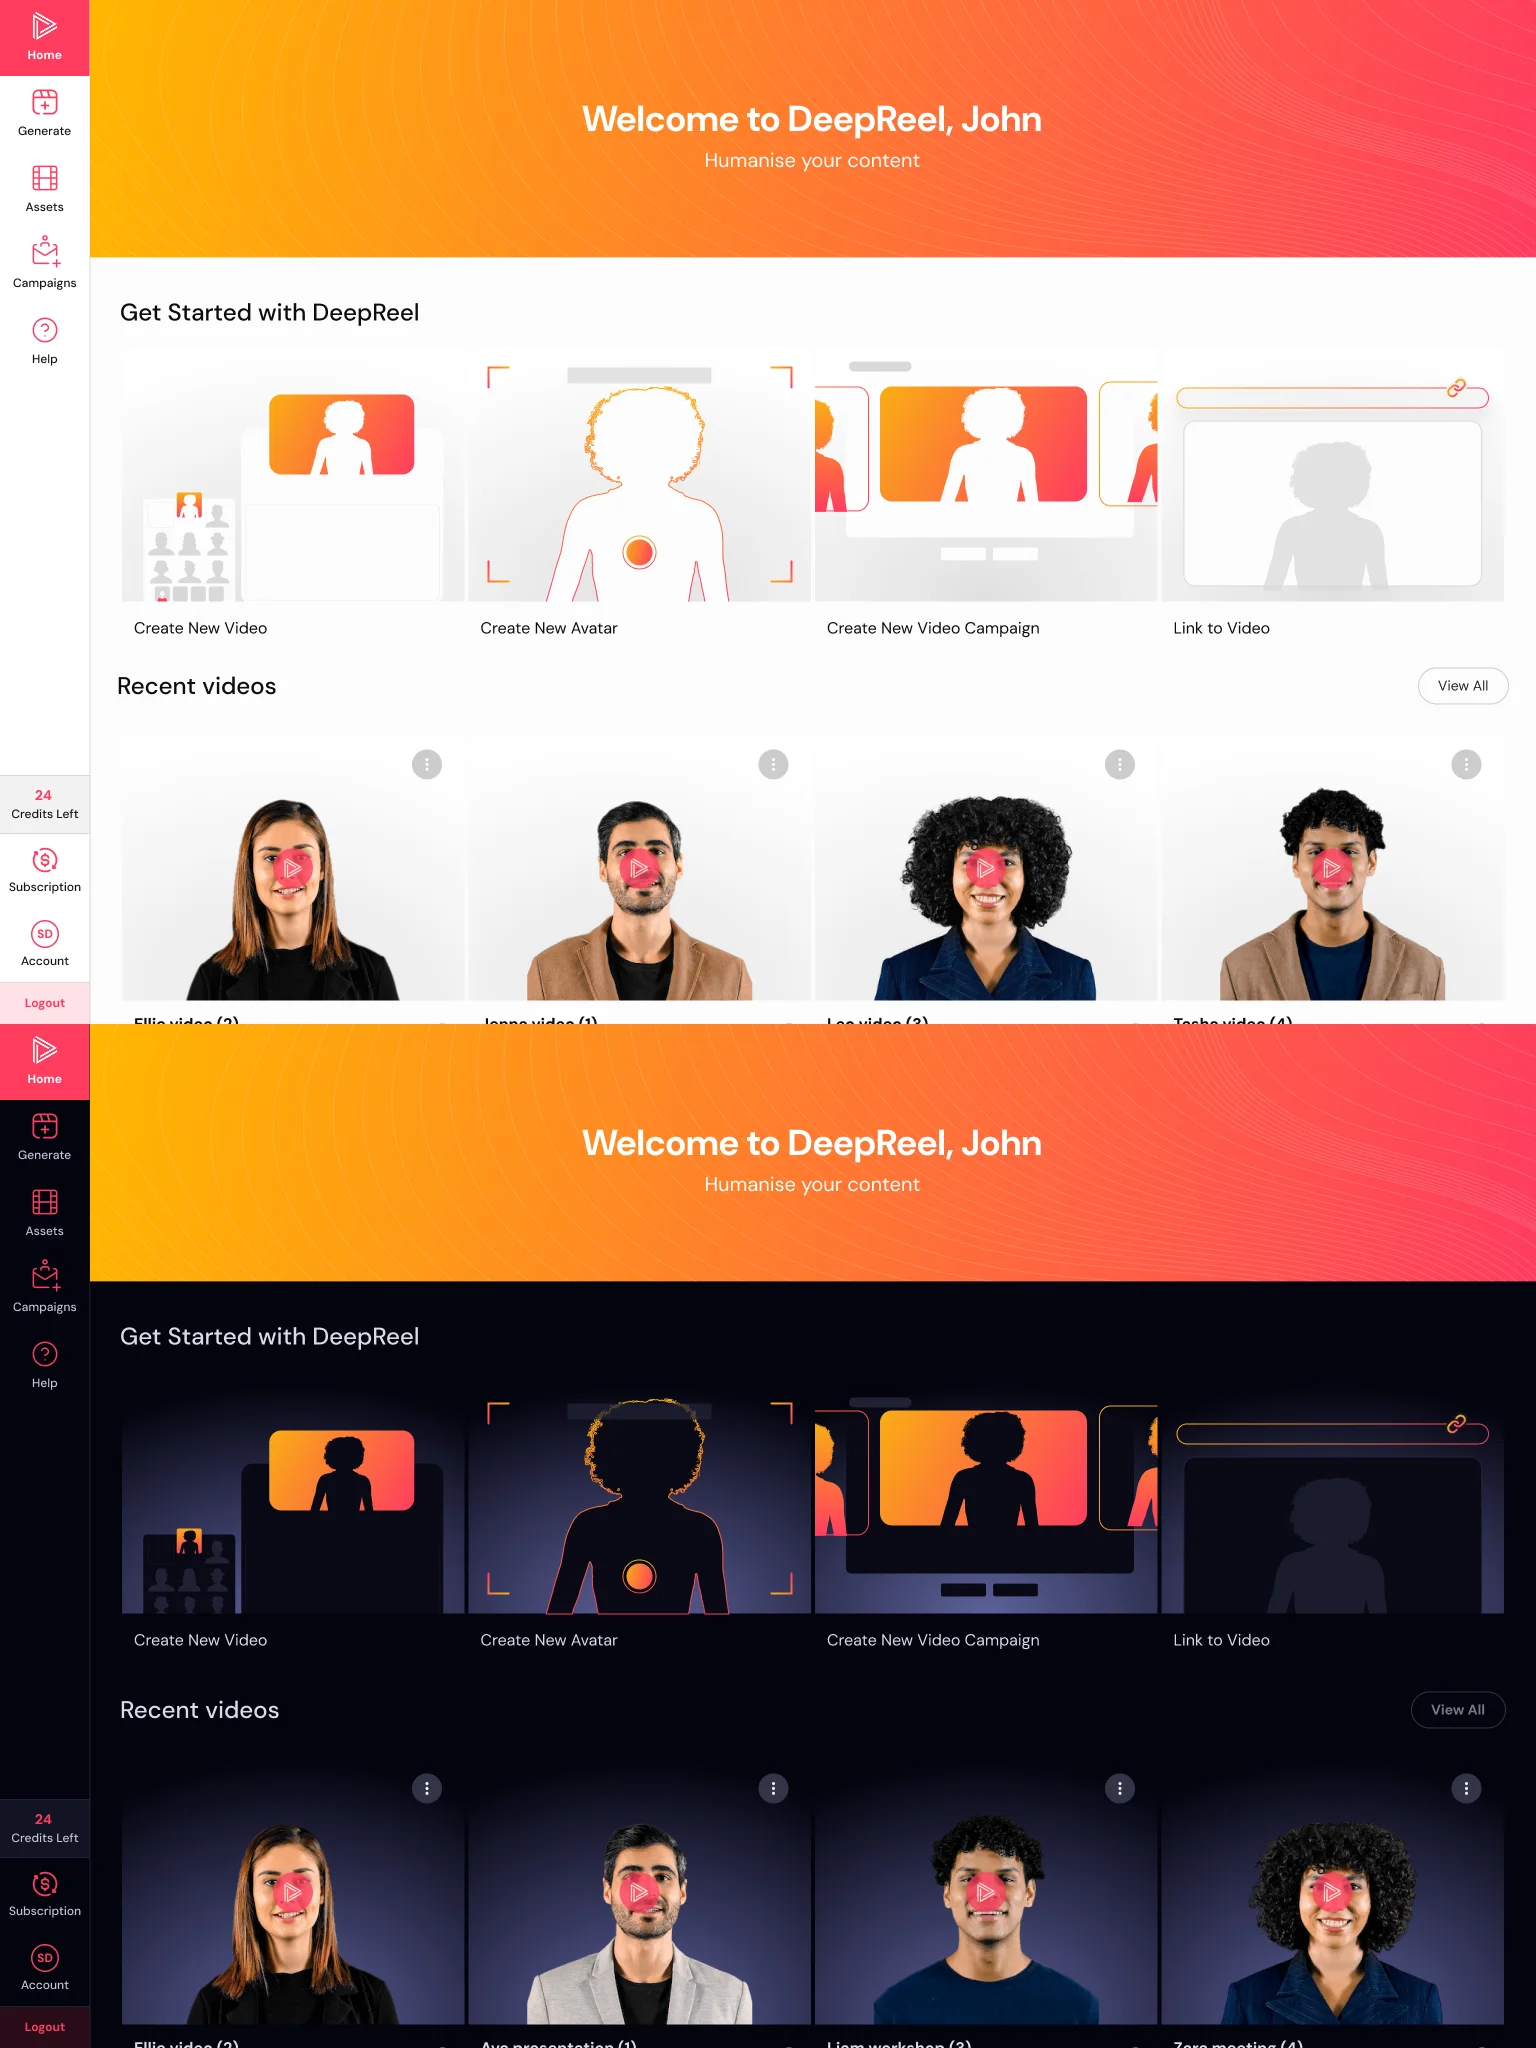 Home
Generate
Assets
Campaigns
Help
24
Credits Left
Subscription
SD
Account
Logout
Welcome to DeepReel, John
Humanise your content
Get Started with DeepReel
Create New Video
Create New Avatar
Create New Video Campaign
Link to Video
Recent videos
View All
Ellie video (2)
Jenna video (1)
Leo video (3)
Tasha video (4)
Home
Generate
Assets
Campaigns
Help
24
Credits Left
Subscription
SD
Account
Logout
Welcome to DeepReel, John
Humanise your content
Get Started with DeepReel
Create New Video
Create New Avatar
Create New Video Campaign
Link to Video
Recent videos
View All
Ellie video (2)
Ava presentation (1)
Liam workshop (3)
Zara meeting (4)